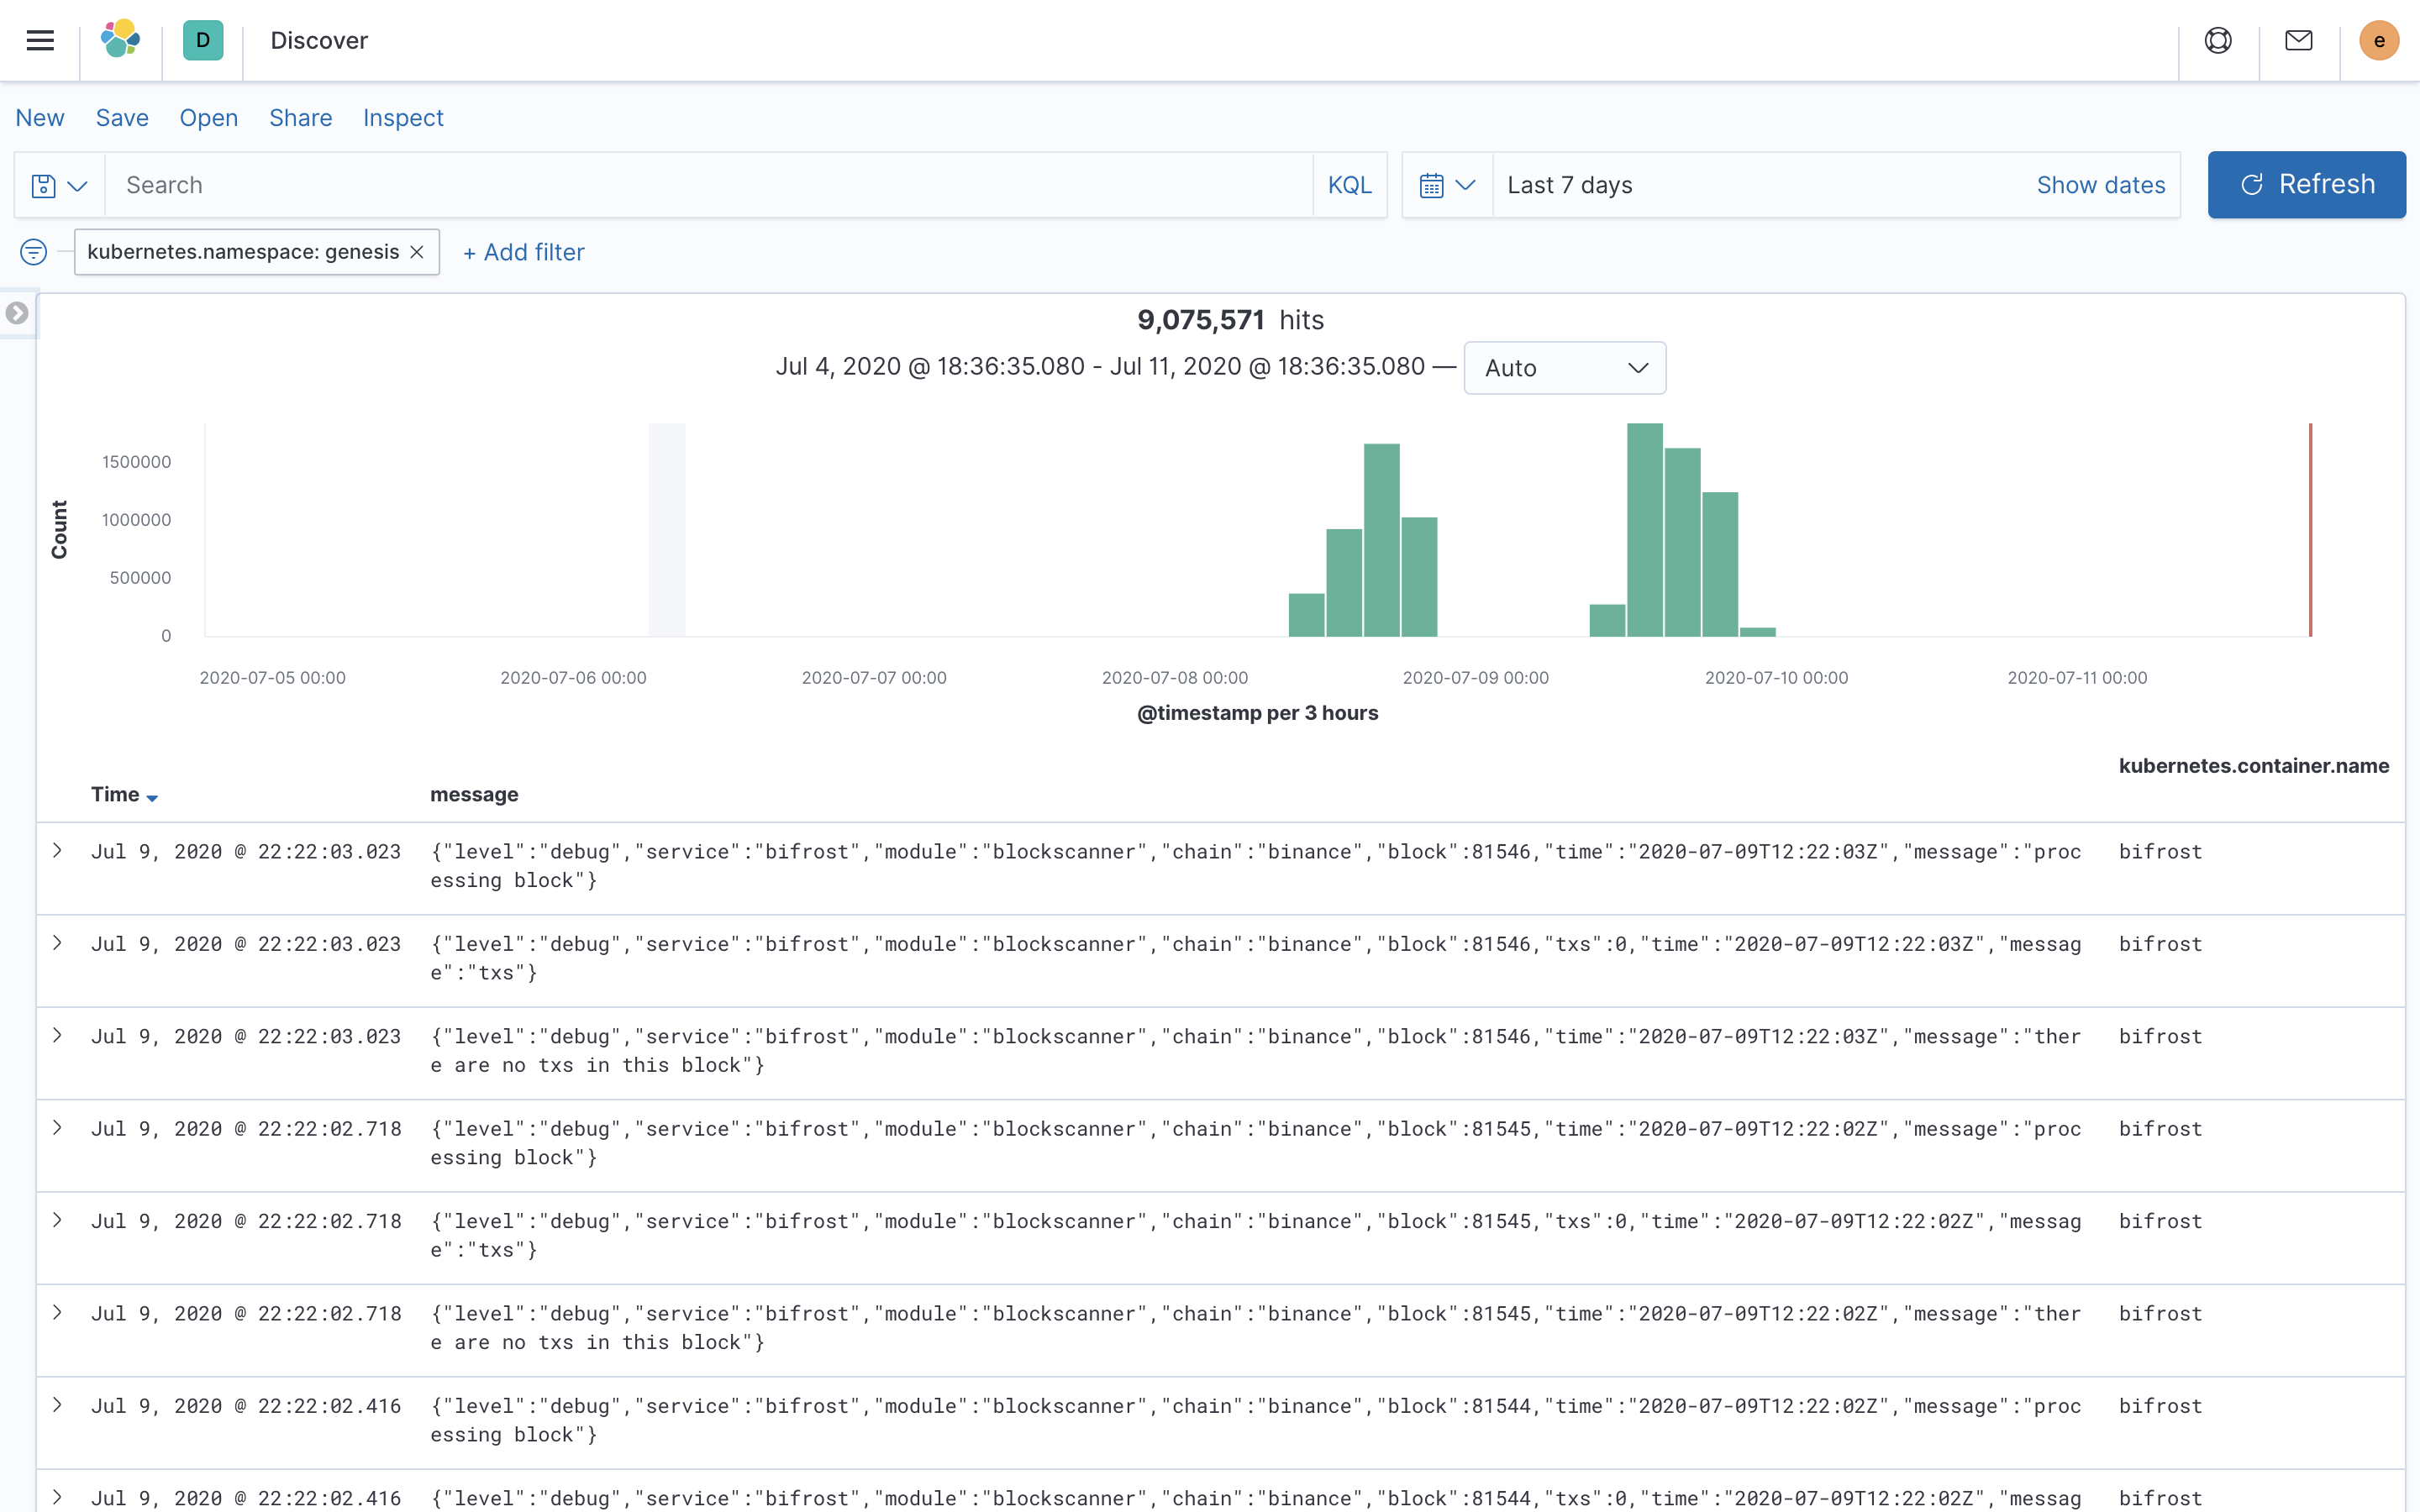 D
Discover
e
New
Save
Open
Share
Inspect
Search
KQL
Last 7 days
Show dates
Refresh
kubernetes.namespace: genesis
+ Add filter
9,075,571 hits
Jul 4, 2020 @ 18:36:35.080 - Jul 11, 2020 @ 18:36:35.080 —
Auto
Count
1500000
1000000
500000
0
2020-07-05 00:00
2020-07-06 00:00
2020-07-07 00:00
2020-07-08 00:00
2020-07-09 00:00
2020-07-10 00:00
2020-07-11 00:00
@timestamp per 3 hours
Time
message
kubernetes.container.name
Jul 9, 2020 @ 22:22:03.023
{"level":"debug","service":"bifrost","module":"blockscanner","chain":"binance","block":81546,"time":"2020-07-09T12:22:03Z","message":"proc
essing block"}
bifrost
Jul 9, 2020 @ 22:22:03.023
{"level":"debug","service":"bifrost","module":"blockscanner","chain":"binance","block":81546,"txs":0,"time":"2020-07-09T12:22:03Z","messag
e":"txs"}
bifrost
Jul 9, 2020 @ 22:22:03.023
{"level":"debug","service":"bifrost","module":"blockscanner","chain":"binance","block":81546,"time":"2020-07-09T12:22:03Z","message":"ther
e are no txs in this block"}
bifrost
Jul 9, 2020 @ 22:22:02.718
{"level":"debug","service":"bifrost","module":"blockscanner","chain":"binance","block":81545,"time":"2020-07-09T12:22:02Z","message":"proc
essing block"}
bifrost
Jul 9, 2020 @ 22:22:02.718
{"level":"debug","service":"bifrost","module":"blockscanner","chain":"binance","block":81545,"txs":0,"time":"2020-07-09T12:22:02Z","messag
e":"txs"}
bifrost
Jul 9, 2020 @ 22:22:02.718
{"level":"debug","service":"bifrost","module":"blockscanner","chain":"binance","block":81545,"time":"2020-07-09T12:22:02Z","message":"ther
e are no txs in this block"}
bifrost
Jul 9, 2020 @ 22:22:02.416
{"level":"debug","service":"bifrost","module":"blockscanner","chain":"binance","block":81544,"time":"2020-07-09T12:22:02Z","message":"proc
essing block"}
bifrost
Jul 9, 2020 @ 22:22:02.416
{"level":"debug","service":"bifrost","module":"blockscanner","chain":"binance","block":81544,"txs":0,"time":"2020-07-09T12:22:02Z","messag
bifrost